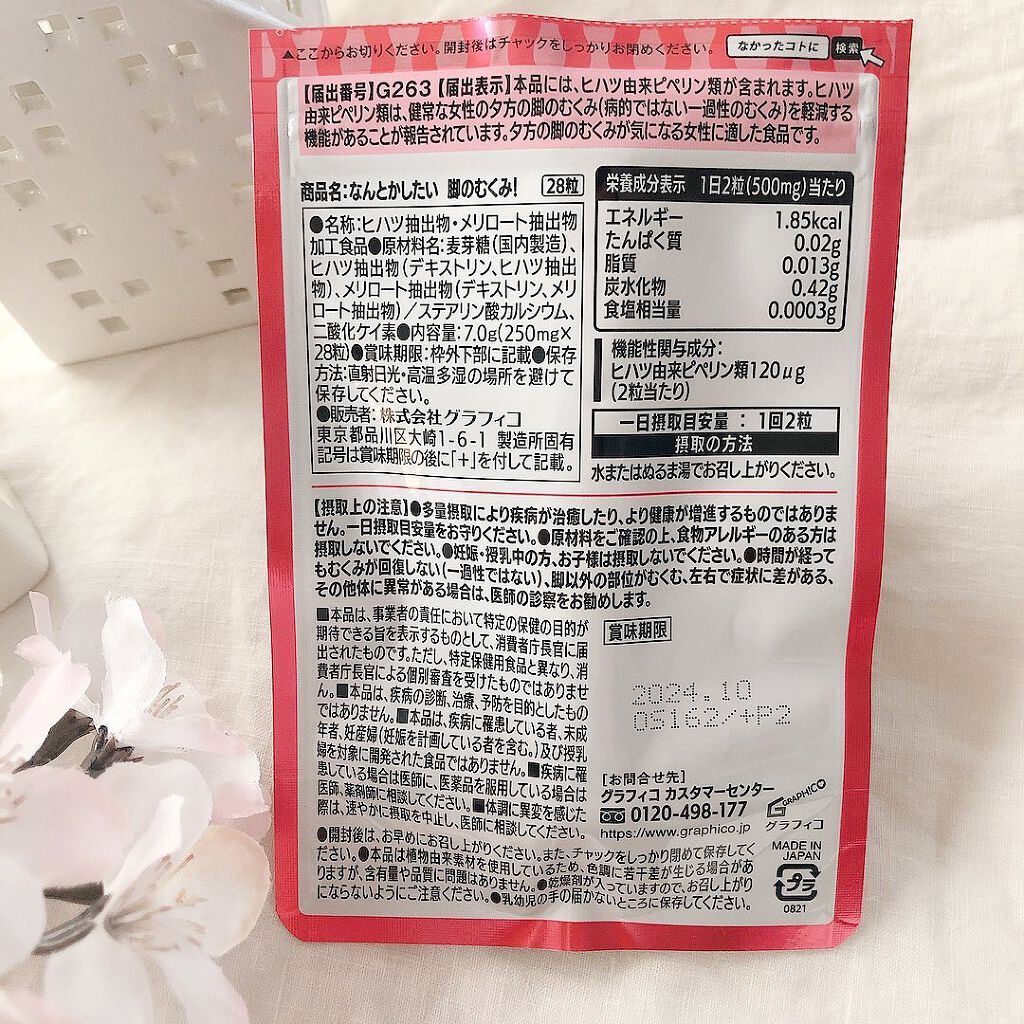 ▲ここからお切りください。開封後はチャックをしっかりお閉めください。 なかったコトに 検索
【届出番号】G263【届出表示】本品には、ヒハツ由来ピペリン類が含まれます。ヒハツ
由来ピペリン類は、健常な女性の夕方の脚のむくみ(病的ではない一過性のむくみ)を軽減する
機能があることが報告されています。夕方の脚のむくみが気になる女性に適した食品です。
商品名:なんとかしたい 脚のむくみ! 28粒
●名称:ヒハツ抽出物・メリロート抽出物
加工食品●原材料名:麦芽糖(国内製造)、
ヒハツ抽出物(デキストリン、ヒハツ抽出
物)、メリロート抽出物(デキストリン、メリ
ロート抽出物)/ステアリン酸カルシウム、
二酸化ケイ素●内容量:7.0g(250mg×
28粒)●賞味期限:枠外下部に記載●保存
方法:直射日光・高温多湿の場所を避けて
保存してください。
●販売者:株式会社グラフィコ
東京都品川区大崎1-6-1 製造所固有
記号は賞味期限の後に「+」を付して記載。
栄養成分表示 1日2粒(500mg)当たり
エネルギー 1.85kcal
たんぱく質 0.02g
脂質 0.013g
炭水化物 0.42g
食塩相当量 0.0003g
機能性関与成分:
ヒハツ由来ピペリン類120μg
(2粒当たり)
一日摂取目安量 : 1回2粒
摂取の方法
水またはぬるま湯でお召し上がりください。
【摂取上の注意】●多量摂取により疾病が治癒したり、より健康が増進するものではありま
せん。一日摂取目安量をお守りください。●原材料をご確認の上、食物アレルギーのある方は
摂取しないでください。●妊娠・授乳中の方、お子様は摂取しないでください。●時間が経って
もむくみが回復しない(一過性ではない)、脚以外の部位がむくむ、左右で症状に差がある、
その他体に異常がある場合は、医師の診察をお勧めします。
■本品は、事業者の責任において特定の保健の目的が
期待できる旨を表示するものとして、消費者庁長官に届
出されたものです。ただし、特定保健用食品と異なり、消
費者庁長官による個別審査を受けたものではありませ
ん。■本品は、疾病の診断、治療、予防を目的としたもの
ではありません。■本品は、疾病に罹患している者、未成
年者、妊産婦(妊娠を計画している者を含む。)及び授乳
婦を対象に開発された食品ではありません。■疾病に罹
患している場合は医師に、医薬品を服用している場合は
医師、薬剤師に相談してください。■体調に異変を感じた
際は、速やかに摂取を中止し、医師に相談してください。
賞味期限
2024.10
OS162/+P2
[お問合せ先]
グラフィコ カスタマーセンター
0120-498-177
https://www.graphico.jp
GRAPHICO
グラフィコ
●開封後は、お早めにお召し上がりください。また、チャックをしっかり閉めて保存してく
ださい。●本品は植物由来素材を使用しているため、色調に若干差が生じる場合があ
りますが、含有量や品質に問題はありません。●乾燥剤が入っていますので、お召し上がり
にならないようにご注意ください。●乳幼児の手の届かないところに保存してください。
MADE IN
JAPAN
プラ
0821